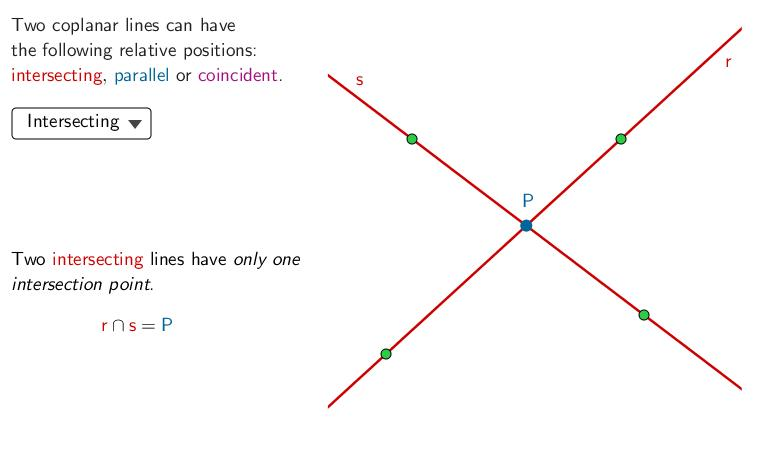 Two coplanar lines can have
the following relative positions:
intersecting, parallel or coincident.
Intersecting
Two intersecting lines have only one
intersection point.
r ∩ s = P
s
r
P